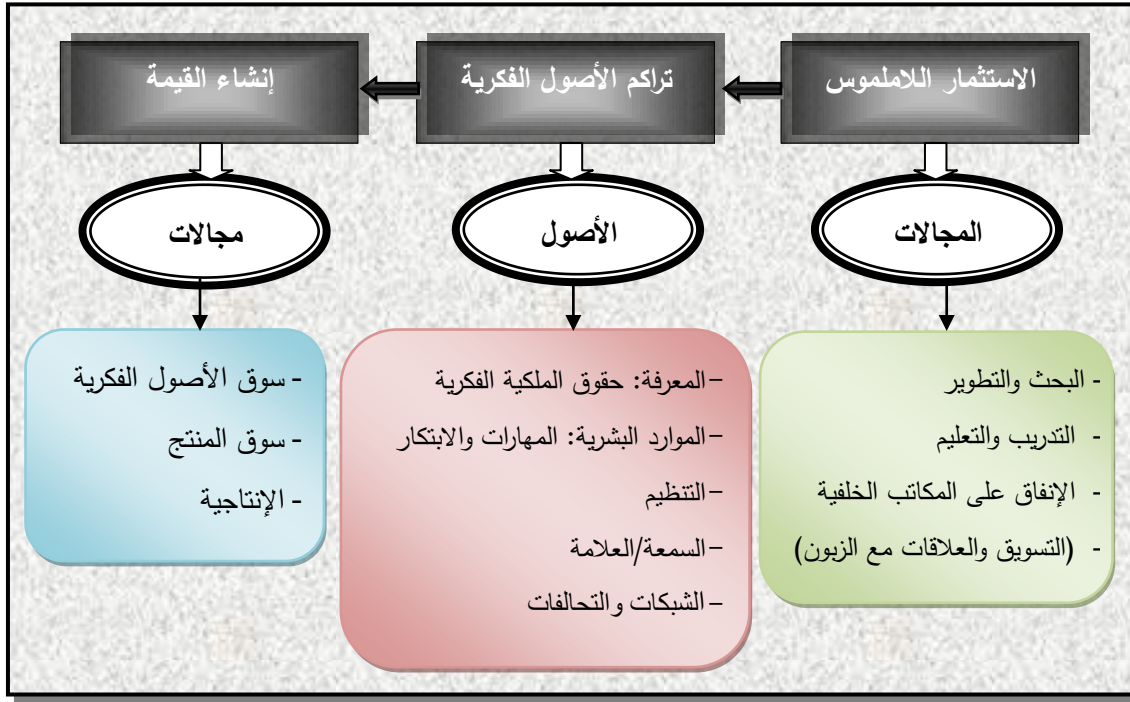 الاستثمار اللاملموس
تراكم الأصول الفكرية
إنشاء القيمة
المجالات
الأصول
مجالات
- البحث والتطوير
- التدريب والتعليم
- الإنفاق على المكاتب الخلفية
- (التسويق والعلاقات مع الزبون)
-المعرفة: حقوق الملكية الفكرية
-الموارد البشرية: المهارات والابتكار
-التنظيم
-السمعة/العلامة
-الشبكات والتحالفات
- سوق الأصول الفكرية
- سوق المنتج
- الإنتاجية